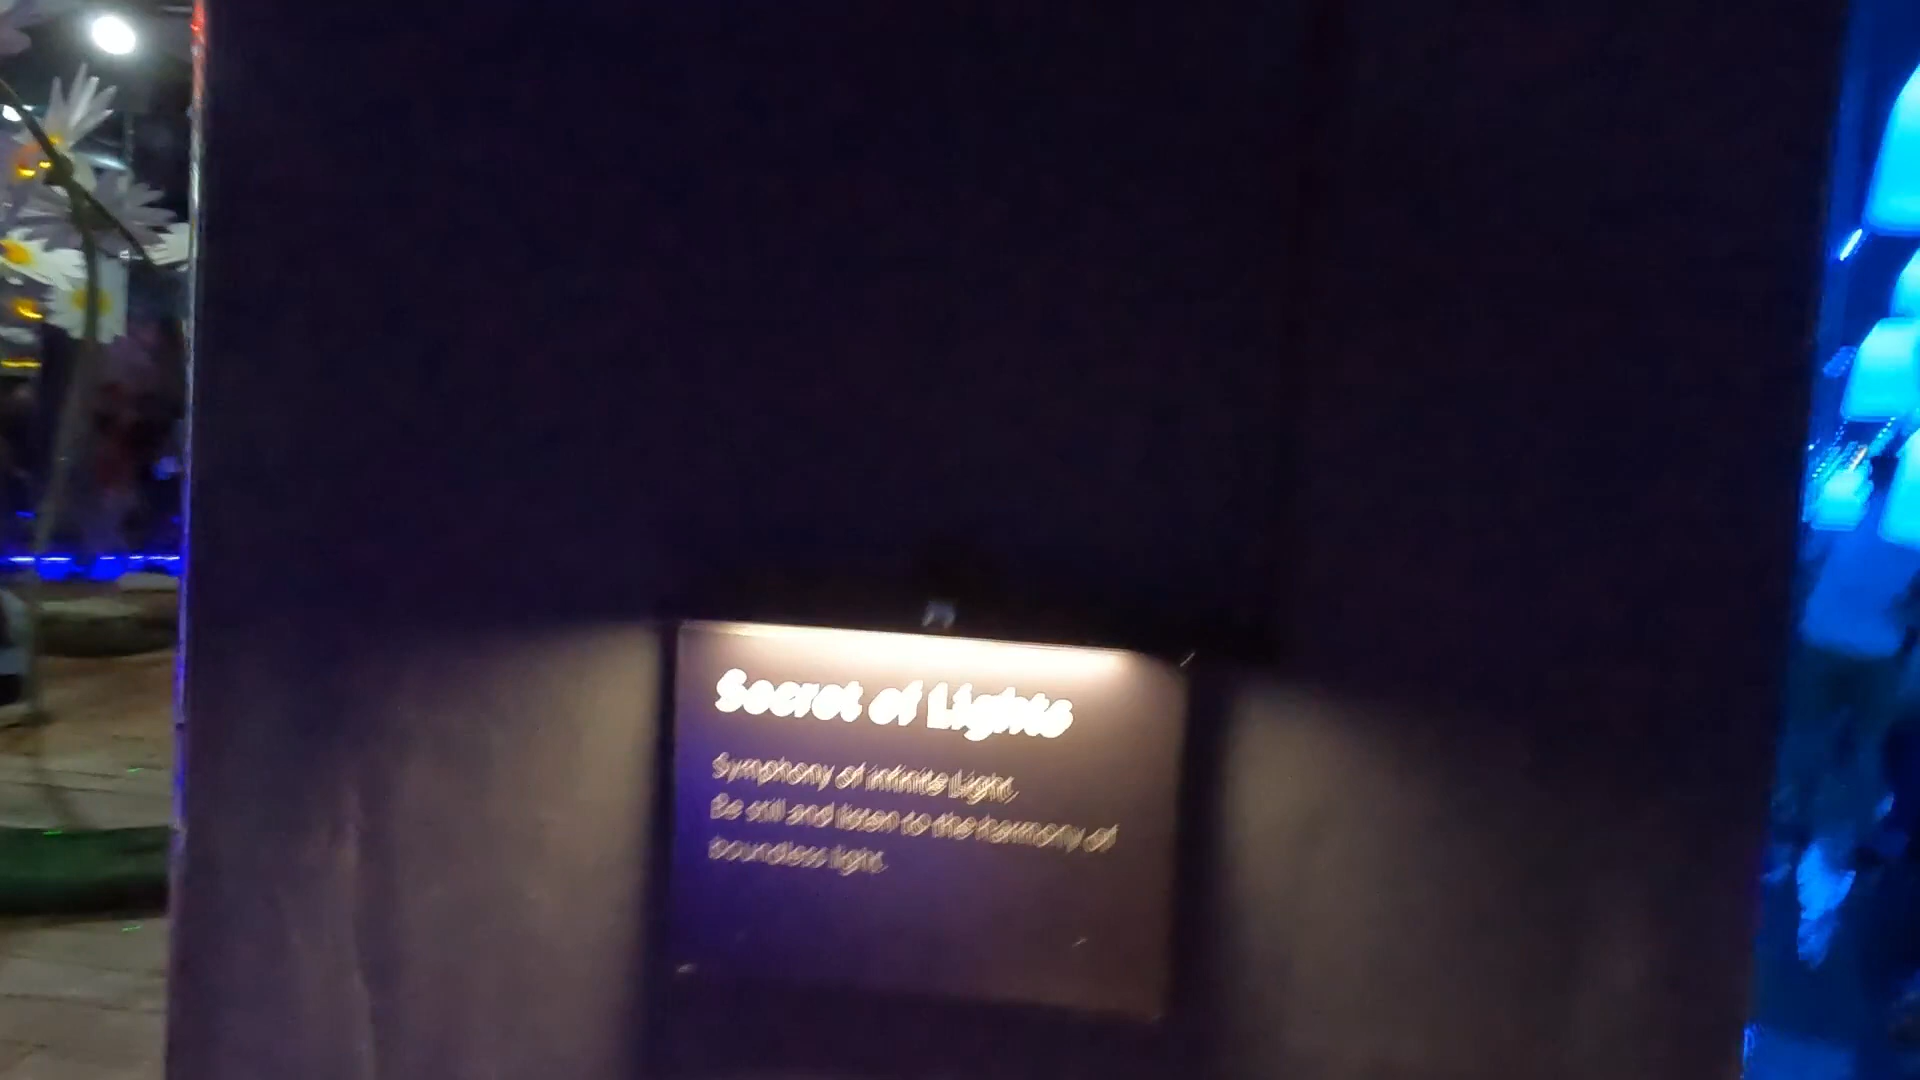 Secret of Lights
Symphony of infinite Light,
Be still and listen to the harmony of
boundless light.